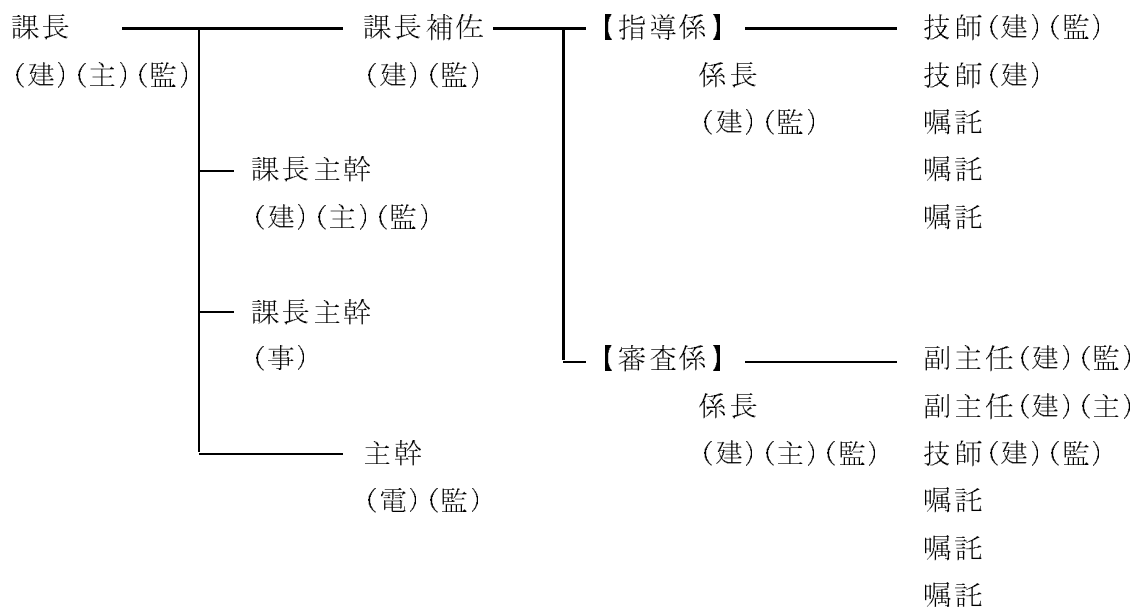 課長 課長補佐 【指導係】 技師(建)(監)
(建)(主)(監) (建)(監) 係長 技師(建)
(建)(監) 嘱託
課長主幹 嘱託
(建)(主)(監) 嘱託
課長主幹
(事) 【審査係】 副主任(建)(監)
係長 副主任(建)(主)
主幹 (建)(主)(監) 技師(建)(監)
(電)(監) 嘱託
嘱託
嘱託